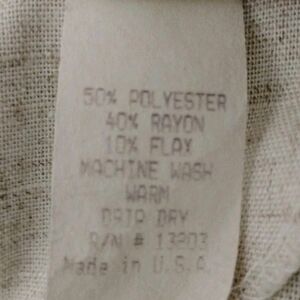 50% POLYESTER
40% RAYON
10% FLAX
MACHINE WASH
WARM
DRIP DRY
R/N # 13803
Made in U.S.A.